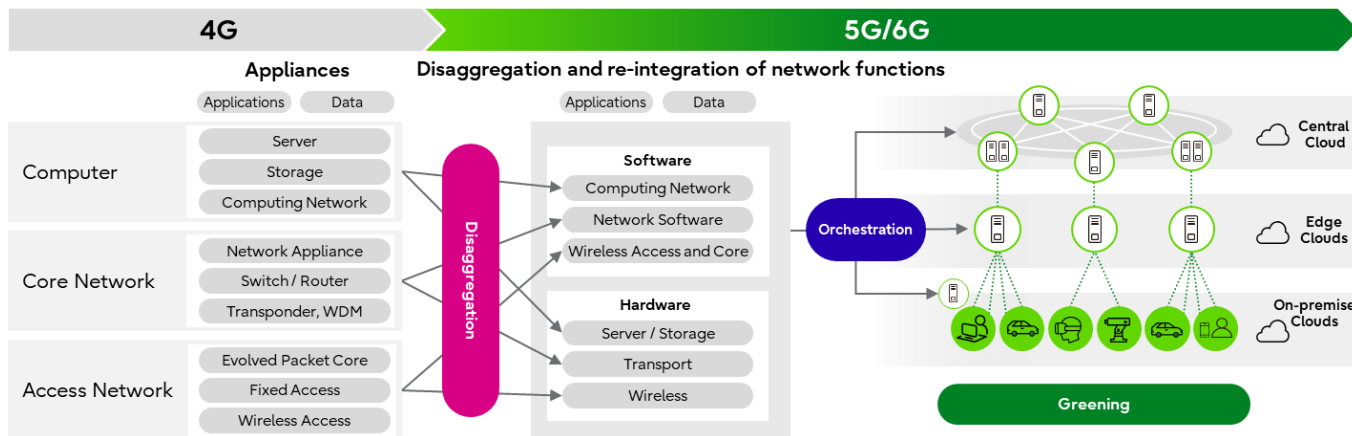 4G
5G/6G
Appliances
Disaggregation and re-integration of network functions
Applications
Data
Applications
Data
Computer
Server
Storage
Computing Network
Core Network
Network Appliance
Switch / Router
Transponder, WDM
Access Network
Evolved Packet Core
Fixed Access
Wireless Access
Disaggregation
Software
Computing Network
Network Software
Wireless Access and Core
Hardware
Server / Storage
Transport
Wireless
Orchestration
Central
Cloud
Edge
Clouds
On-premise
Clouds
Greening